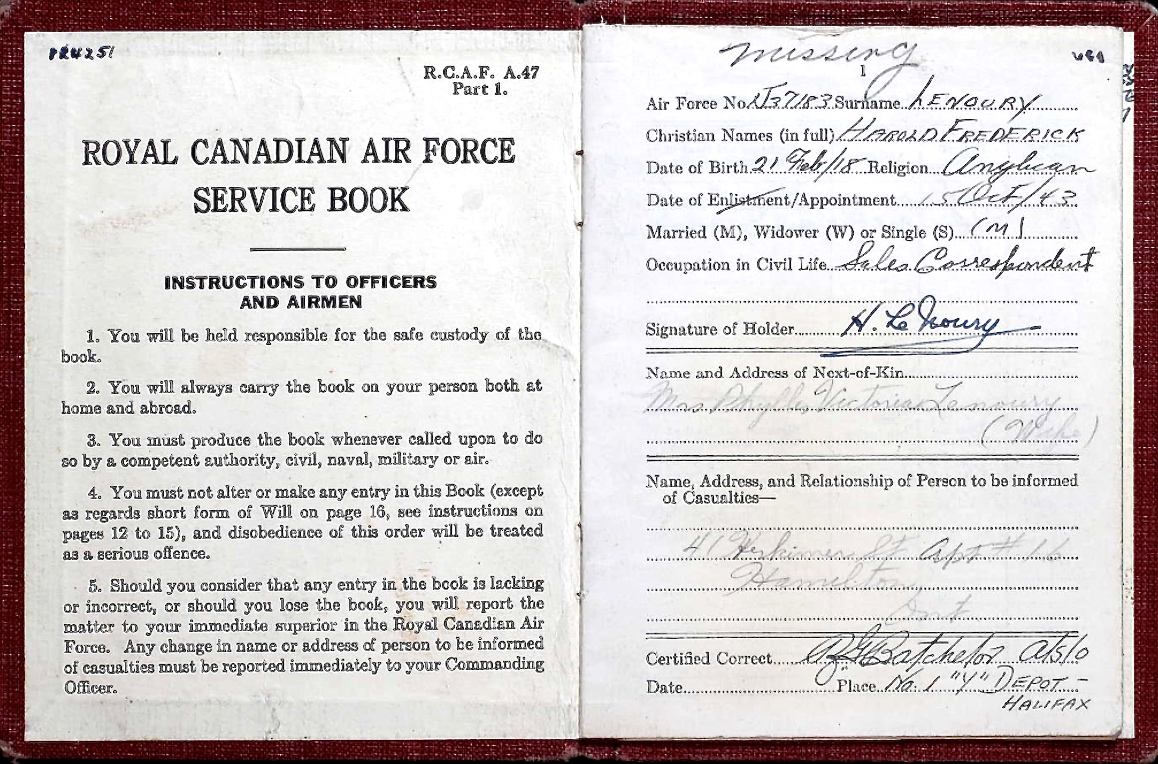 R.C.A.F. A.47
Part 1.
ROYAL CANADIAN AIR FORCE
SERVICE BOOK
INSTRUCTIONS TO OFFICERS
AND AIRMEN
1. You will be held responsible for the safe custody of the
book.
2. You will always carry the book on your person both at
home and abroad.
3. You must produce the book whenever called upon to do
so by a competent authority, civil, naval, military or air.
4. You must not alter or make any entry in this Book (except
as regards short form of Will on page 16, see instructions on
pages 12 to 15), and disobedience of this order will be treated
as a serious offence.
5. Should you consider that any entry in the book is lacking
or incorrect, or should you lose the book, you will report the
matter to your immediate superior in the Royal Canadian Air
Force. Any change in name or address of person to be informed
of casualties must be reported immediately to your Commanding
Officer.
missing
1
Air Force No. J37183 Surname LENOURY
Christian Names (in full) HAROLD FREDERICK
Date of Birth 21 Feb/18 Religion Anglican
Date of Enlistment/Appointment 15 Oct/43
Married (M), Widower (W) or Single (S) (M)
Occupation in Civil Life Sales Correspondent
Signature of Holder H. LeNoury
Name and Address of Next-of-Kin
Mrs Phyllis Victoria Lenoury
(Wife)
Name, Address, and Relationship of Person to be informed
of Casualties—
41 Herkimer St Apt # 16
Hamilton
Ont
Certified Correct Batchelor A/S/O
Date Place No. 1 "Y" DEPOT -
HALIFAX